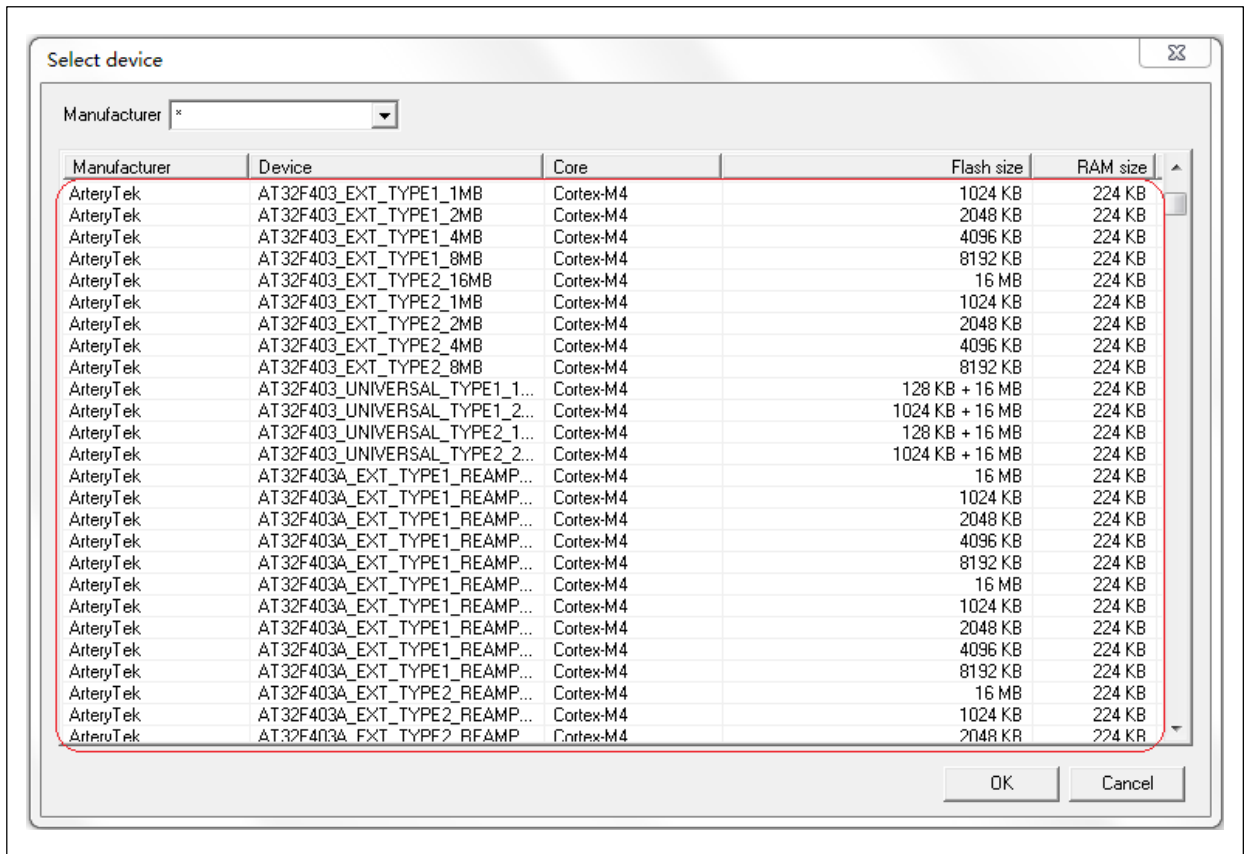 Select device
Manufacturer *
Manufacturer Device Core Flash size RAM size
ArteryTek AT32F403_EXT_TYPE1_1MB Cortex-M4 1024 KB 224 KB
ArteryTek AT32F403_EXT_TYPE1_2MB Cortex-M4 2048 KB 224 KB
ArteryTek AT32F403_EXT_TYPE1_4MB Cortex-M4 4096 KB 224 KB
ArteryTek AT32F403_EXT_TYPE1_8MB Cortex-M4 8192 KB 224 KB
ArteryTek AT32F403_EXT_TYPE2_16MB Cortex-M4 16 MB 224 KB
ArteryTek AT32F403_EXT_TYPE2_1MB Cortex-M4 1024 KB 224 KB
ArteryTek AT32F403_EXT_TYPE2_2MB Cortex-M4 2048 KB 224 KB
ArteryTek AT32F403_EXT_TYPE2_4MB Cortex-M4 4096 KB 224 KB
ArteryTek AT32F403_EXT_TYPE2_8MB Cortex-M4 8192 KB 224 KB
ArteryTek AT32F403_UNIVERSAL_TYPE1_1... Cortex-M4 128 KB + 16 MB 224 KB
ArteryTek AT32F403_UNIVERSAL_TYPE1_2... Cortex-M4 1024 KB + 16 MB 224 KB
ArteryTek AT32F403_UNIVERSAL_TYPE2_1... Cortex-M4 128 KB + 16 MB 224 KB
ArteryTek AT32F403_UNIVERSAL_TYPE2_2... Cortex-M4 1024 KB + 16 MB 224 KB
ArteryTek AT32F403A_EXT_TYPE1_REAMP... Cortex-M4 16 MB 224 KB
ArteryTek AT32F403A_EXT_TYPE1_REAMP... Cortex-M4 1024 KB 224 KB
ArteryTek AT32F403A_EXT_TYPE1_REAMP... Cortex-M4 2048 KB 224 KB
ArteryTek AT32F403A_EXT_TYPE1_REAMP... Cortex-M4 4096 KB 224 KB
ArteryTek AT32F403A_EXT_TYPE1_REAMP... Cortex-M4 8192 KB 224 KB
ArteryTek AT32F403A_EXT_TYPE1_REAMP... Cortex-M4 16 MB 224 KB
ArteryTek AT32F403A_EXT_TYPE1_REAMP... Cortex-M4 1024 KB 224 KB
ArteryTek AT32F403A_EXT_TYPE1_REAMP... Cortex-M4 2048 KB 224 KB
ArteryTek AT32F403A_EXT_TYPE1_REAMP... Cortex-M4 4096 KB 224 KB
ArteryTek AT32F403A_EXT_TYPE1_REAMP... Cortex-M4 8192 KB 224 KB
ArteryTek AT32F403A_EXT_TYPE2_REAMP... Cortex-M4 16 MB 224 KB
ArteryTek AT32F403A_EXT_TYPE2_REAMP... Cortex-M4 1024 KB 224 KB
ArteryTek AT32F403A_EXT_TYPE2_REAMP Cortex-M4 2048 KB 224 KB
OK Cancel